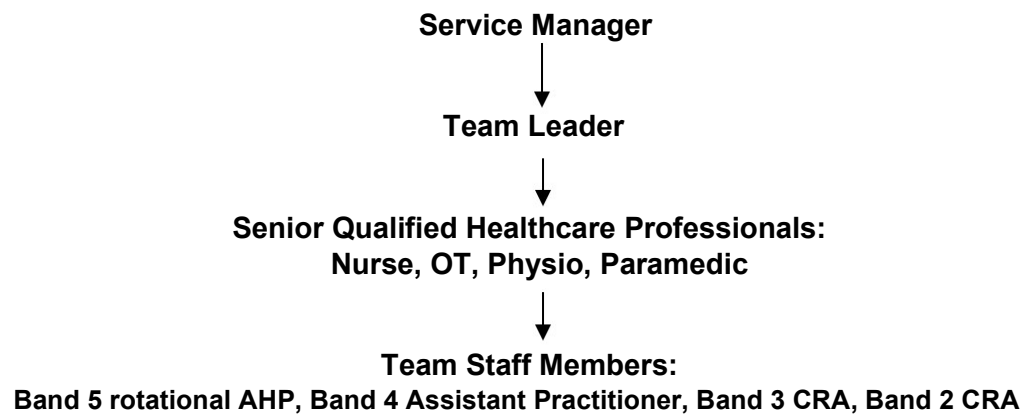 Service Manager
Team Leader
Senior Qualified Healthcare Professionals:
Nurse, OT, Physio, Paramedic
Team Staff Members:
Band 5 rotational AHP, Band 4 Assistant Practitioner, Band 3 CRA, Band 2 CRA